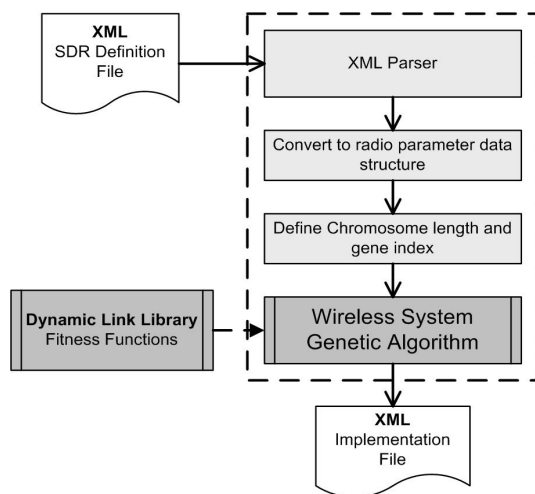 XML
SDR Definition
File
XML Parser
Convert to radio parameter data
structure
Define Chromosome length and
gene index
Dynamic Link Library
Fitness Functions
Wireless System
Genetic Algorithm
XML
Implementation
File